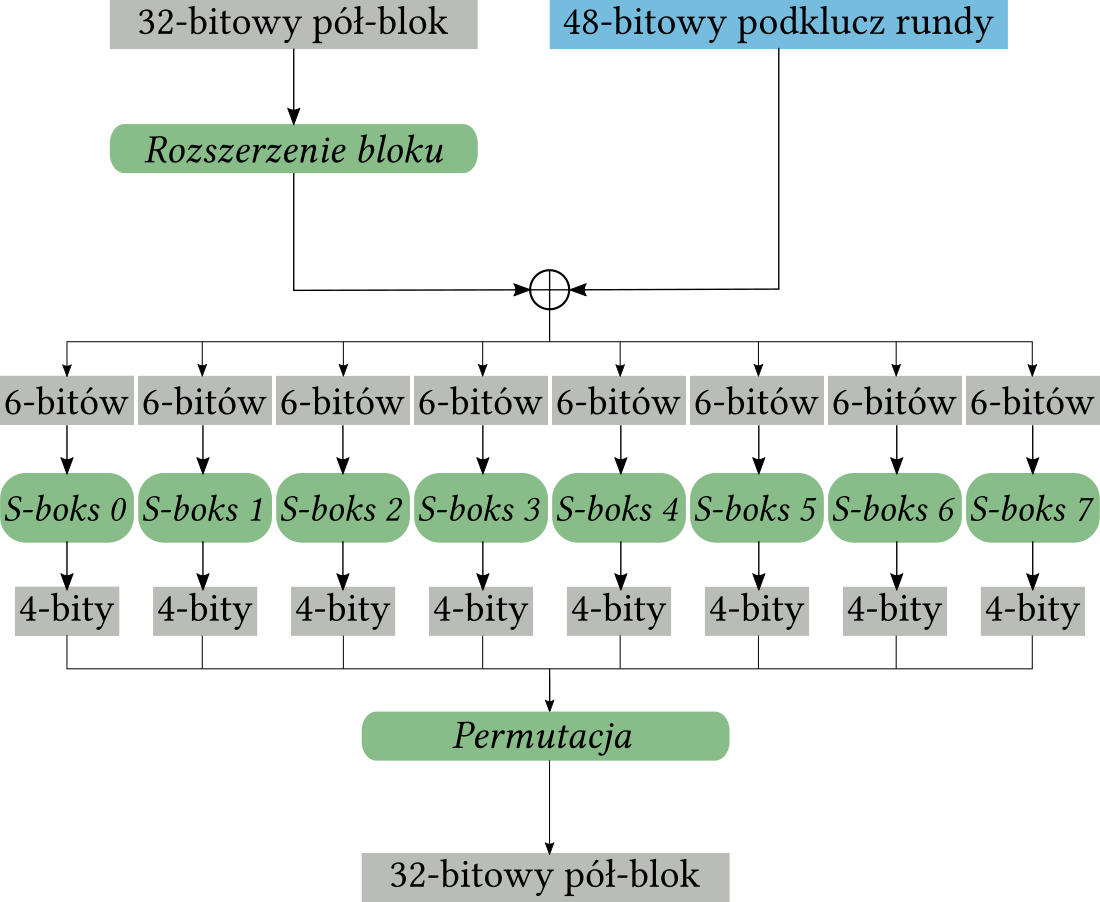 32-bitowy pół-blok
48-bitowy podklucz rundy
Rozszerzenie bloku
6-bitów 6-bitów 6-bitów 6-bitów 6-bitów 6-bitów 6-bitów 6-bitów
S-boks 0 S-boks 1 S-boks 2 S-boks 3 S-boks 4 S-boks 5 S-boks 6 S-boks 7
4-bity 4-bity 4-bity 4-bity 4-bity 4-bity 4-bity 4-bity
Permutacja
32-bitowy pół-blok